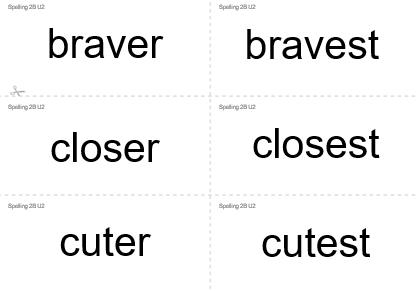 Spelling 2B U2
Spelling 2B U2
braver
bravest
Spelling 2B U2
Spelling 2B U2
closer
closest
Spelling 2B U2
Spelling 2B U2
cuter
cutest